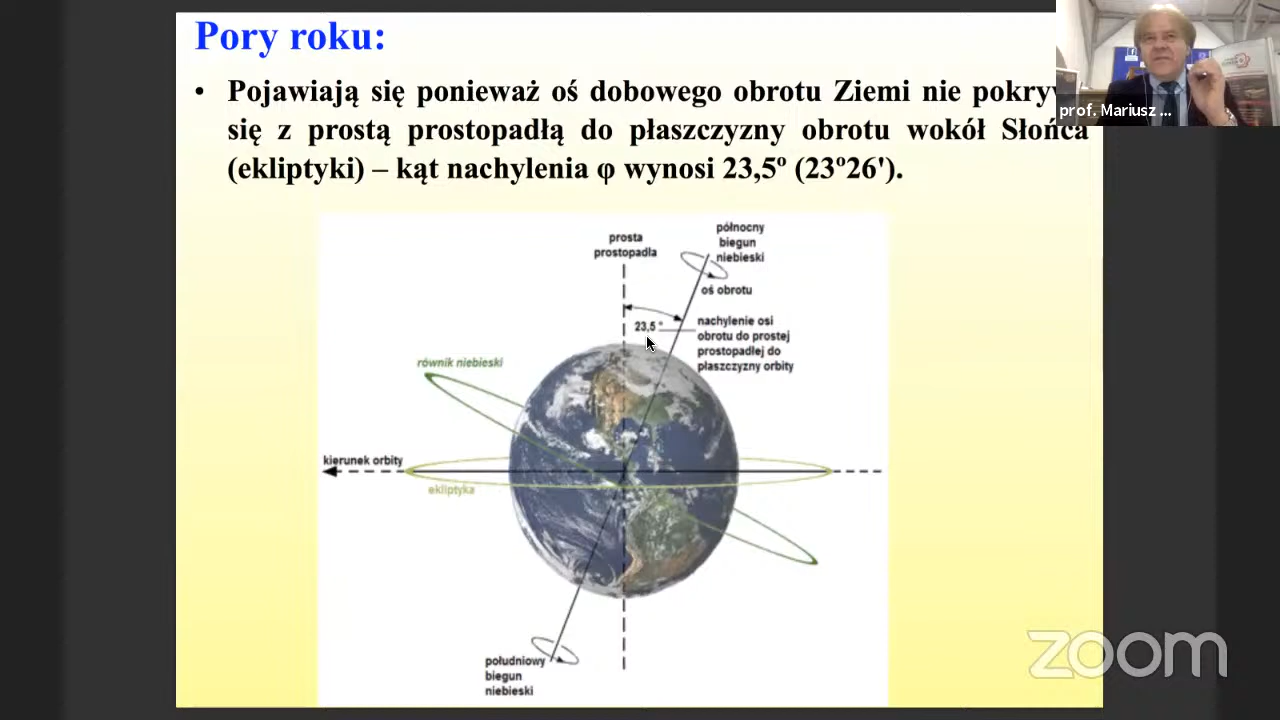 Pory roku:
• Pojawiają się ponieważ oś dobowego obrotu Ziemi nie
się z prostą prostopadłą do płaszczyzny obrotu wokół Słońca
(ekliptyki) – kąt nachylenia φ wynosi 23,5º (23º26').
prof. Mariusz ...
prosta
prostopadła
północny
biegun
niebieski
oś obrotu
23,5 °
nachylenie osi
obrotu do prostej
prostopadłej do
płaszczyzny orbity
równik niebieski
kierunek orbity
ekliptyka
południowy
biegun
niebieski
zoom